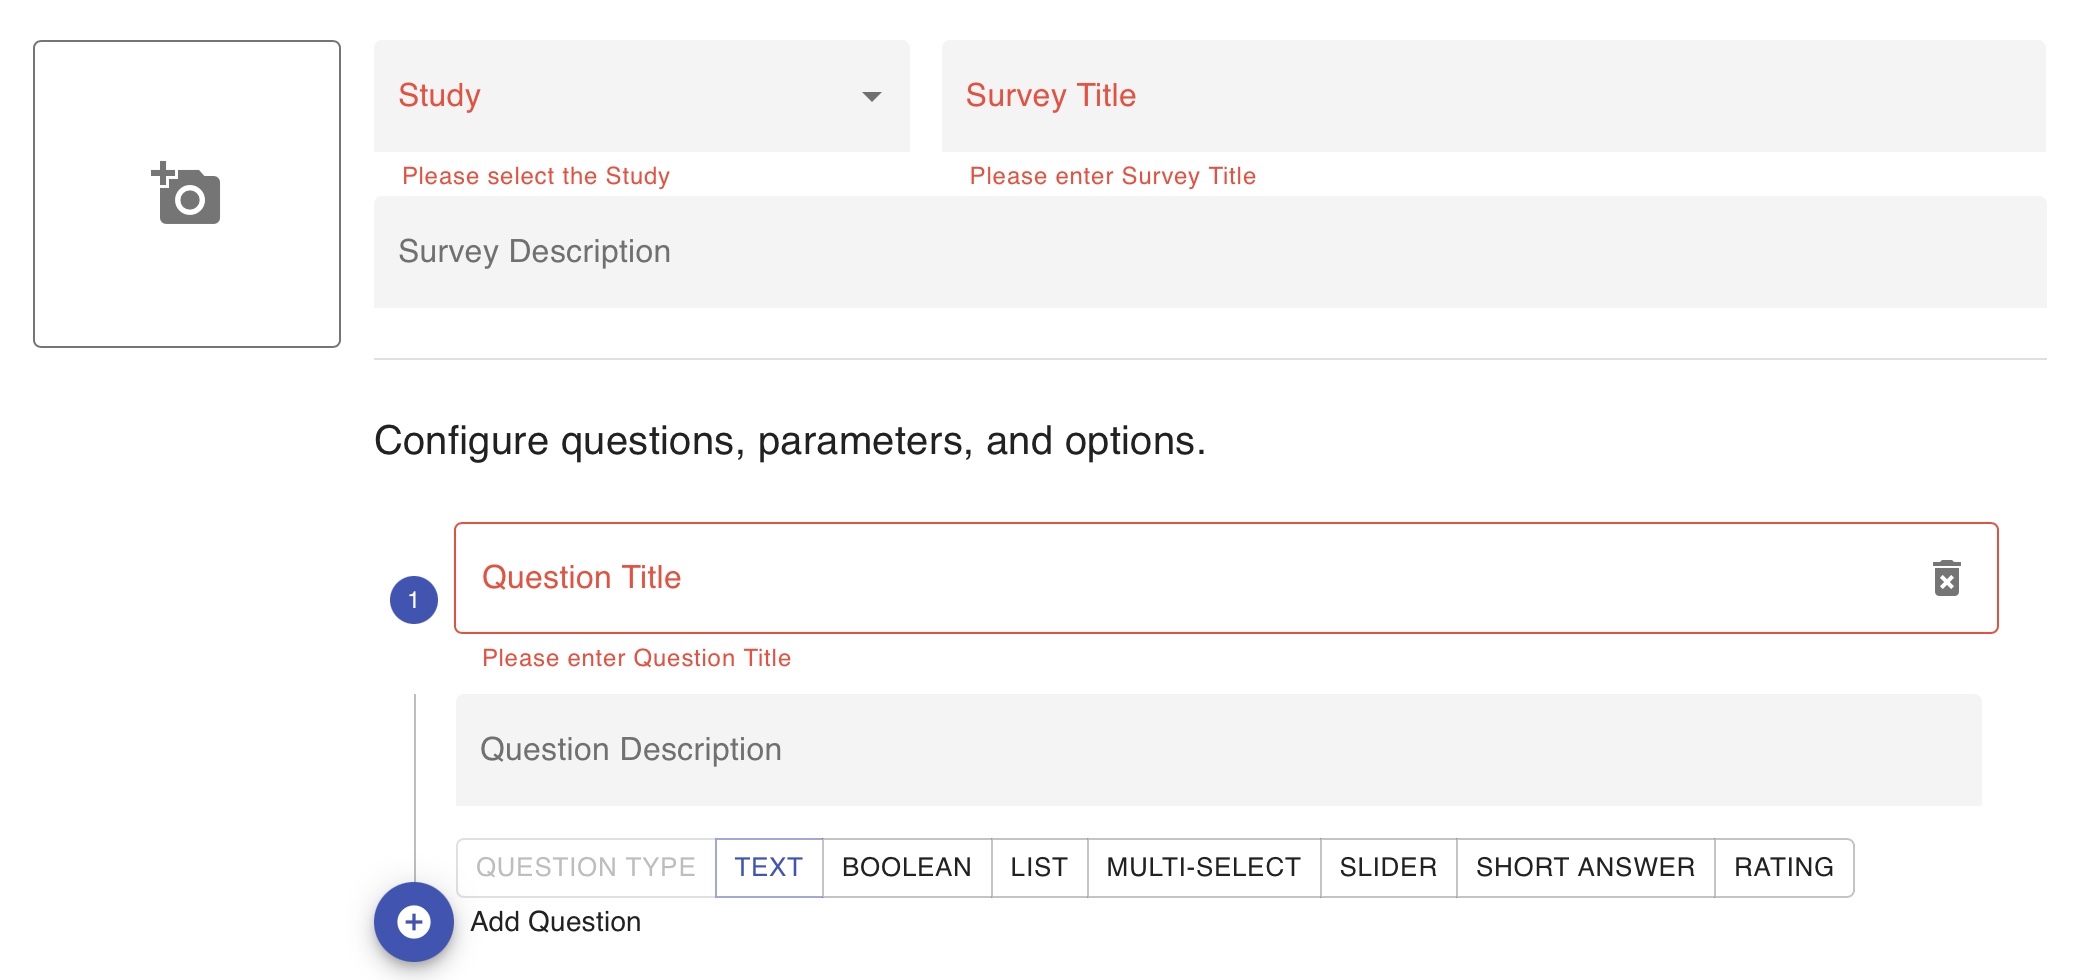 Study
Survey Title
Please select the Study
Please enter Survey Title
Survey Description
Configure questions, parameters, and options.
1
Question Title
Please enter Question Title
Question Description
QUESTION TYPE TEXT BOOLEAN LIST MULTI-SELECT SLIDER SHORT ANSWER RATING
Add Question